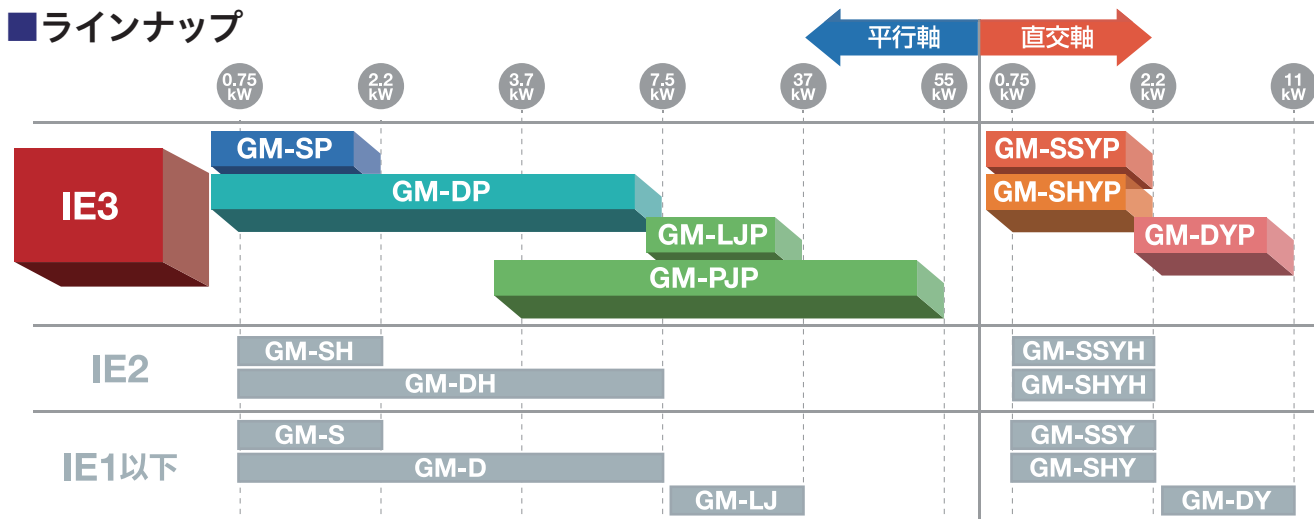 ■ラインナップ
平行軸 直交軸
0.75 kW 2.2 kW 3.7 kW 7.5 kW 37 kW 55 kW 0.75 kW 2.2 kW 11 kW
IE3
GM-SP GM-SSYP
GM-DP GM-SHYP
GM-LJP GM-DYP
GM-PJP
IE2
GM-SH GM-SSYH
GM-DH GM-SHYH
IE1以下
GM-S GM-SSY
GM-D GM-SHY
GM-LJ GM-DY